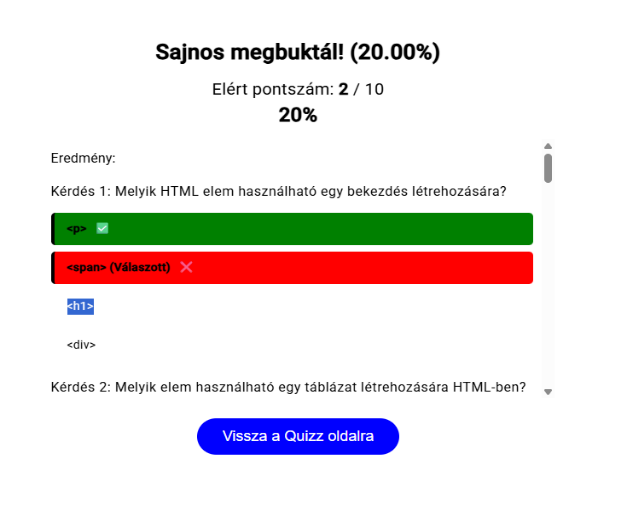 Sajnos megbuktál! (20.00%)
Elért pontszám: 2 / 10
20%
Eredmény:
Kérdés 1: Melyik HTML elem használható egy bekezdés létrehozására?
<p> ✅
<span> (Választott) ❌
<h1>
<div>
Kérdés 2: Melyik elem használható egy táblázat létrehozására HTML-ben?
Vissza a Quizz oldalra